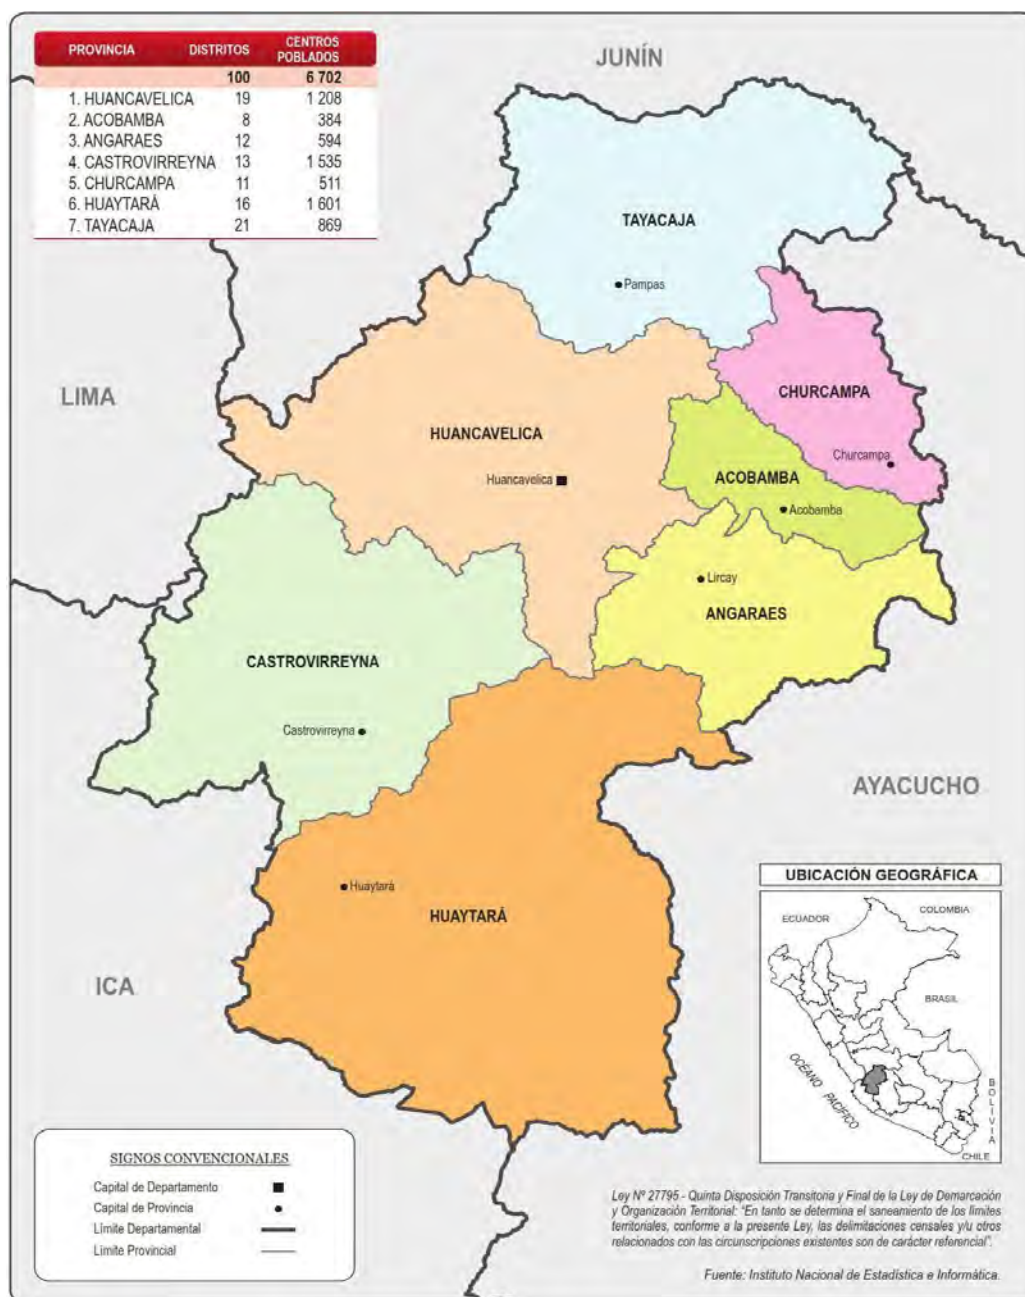 PROVINCIA DISTRITOS CENTROS POBLADOS
100 6 702
1. HUANCAVELICA 19 1 208
2. ACOBAMBA 8 384
3. ANGARAES 12 594
4. CASTROVIRREYNA 13 1 535
5. CHURCAMPA 11 511
6. HUAYTARÁ 16 1 601
7. TAYACAJA 21 869
JUNÍN
TAYACAJA
Pampas
LIMA
CHURCAMPA
HUANCAVELICA
Churcampa
ACOBAMBA
Huancavelica
Acobamba
Lircay
ANGARAES
CASTROVIRREYNA
Castrovirreyna
AYACUCHO
Huaytará
HUAYTARÁ
ICA
UBICACIÓN GEOGRÁFICA
COLOMBIA
ECUADOR
BRASIL
OCÉANO PACÍFICO
BOLIVIA
CHILE
SIGNOS CONVENCIONALES
Capital de Departamento
Capital de Provincia
Límite Departamental
Límite Provincial
Ley Nº 27795 - Quinta Disposición Transitoria y Final de la Ley de Demarcación
y Organización Territorial: "En tanto se determina el saneamiento de los límites
territoriales, conforme a la presente Ley, las delimitaciones censales y/u otros
relacionados con las circunscripciones existentes son de carácter referencial".
Fuente: Instituto Nacional de Estadística e Informática.